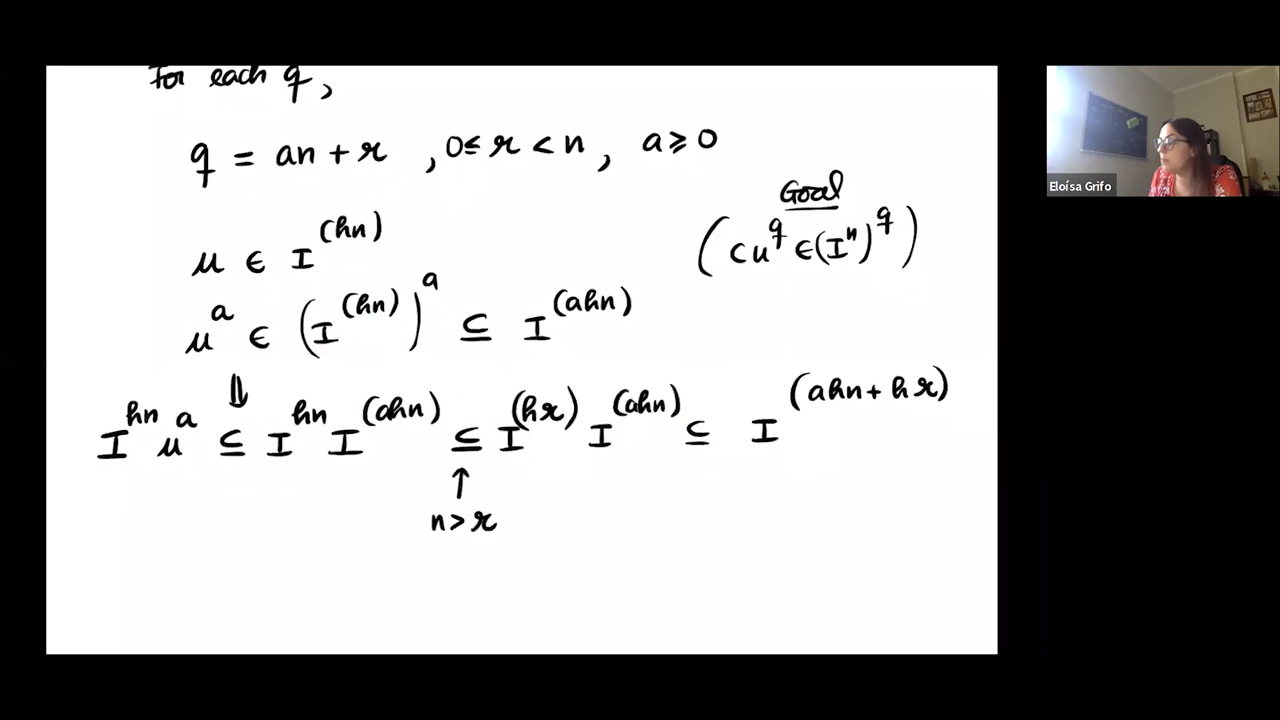 For each q,
q = an + r , 0≤ r < n, a ⩾ 0
Goal
u ∈ I^(hn)
(cu^q ∈ (I^n)^q)
u^a ∈ (I^(hn))^a ⊆ I^(ahn)
⇓
I^hn u^a ⊆ I^hn I^(ahn) ⊆ I^(hr) I^(ahn) ⊆ I^(ahn + hr)
↑
n > r
Eloísa Grifo